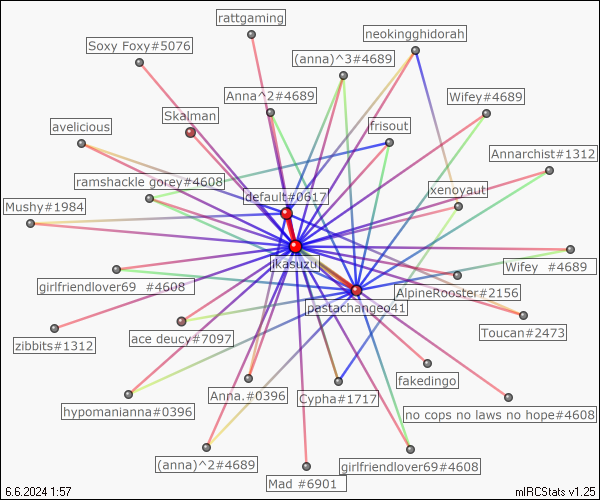 rattgaming
neokingghidorah
Soxy Foxy#5076
(anna)^3#4689
Anna^2#4689
Wifey#4689
Skalman
frisout
avelicious
Annarchist#1312
ramshackle gorey#4608
xenoyaut
default#0617
Mushy#1984
ikasuzu
Wifey #4689
girlfriendlover69 #4608
AlpineRooster#2156
pastachangeo41
Toucan#2473
zibbits#1312
ace deucy#7097
fakedingo
Anna.#0396
Cypha#1717
hypomanianna#0396
no cops no laws no hope#4608
(anna)^2#4689
girlfriendlover69#4608
Mad #6901
6.6.2024 1:57
mIRCStats v1.25